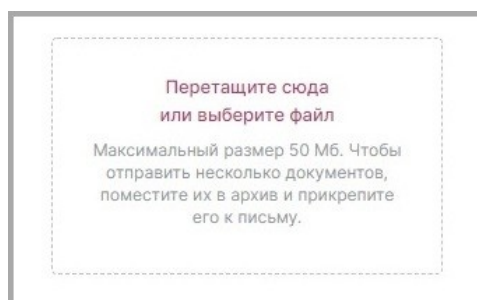 Перетащите сюда
или выберите файл
Максимальный размер 50 Мб. Чтобы
отправить несколько документов,
поместите их в архив и прикрепите
его к письму.